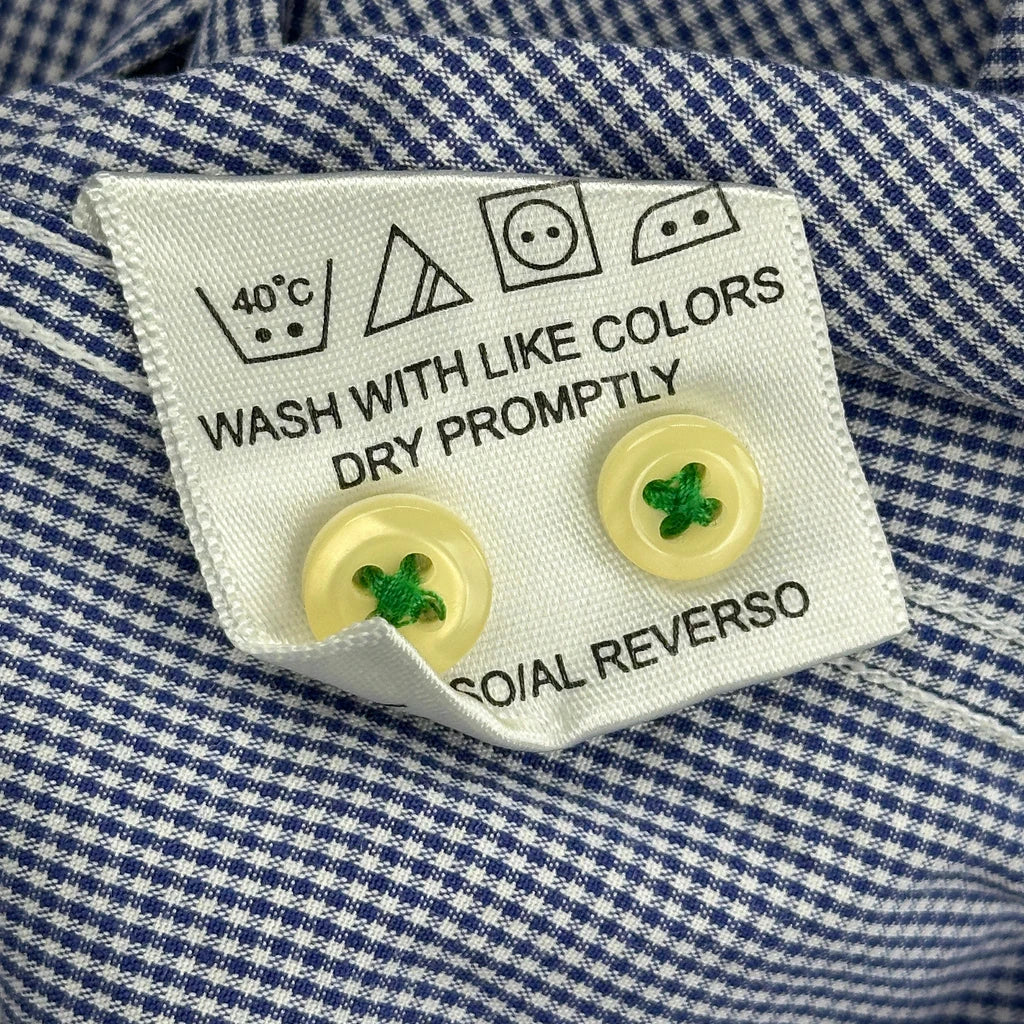 40°C
WASH WITH LIKE COLORS
DRY PROMPTLY
SO/AL REVERSO